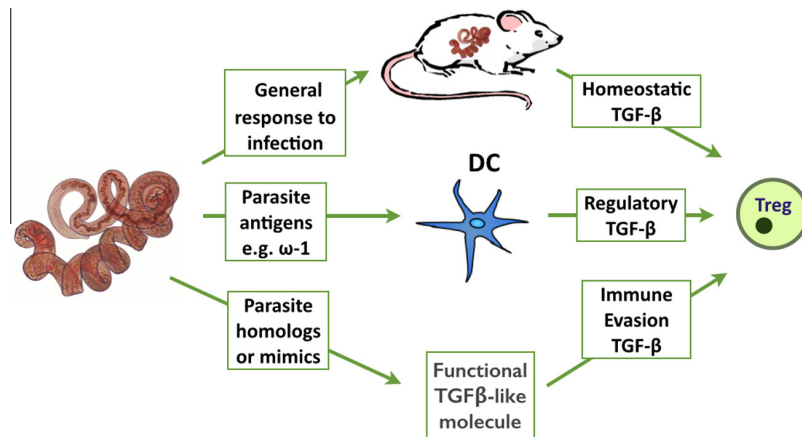 General
response to
infection
Homeostatic
TGF-β
DC
Parasite
antigens
e.g. ω-1
Regulatory
TGF-β
Treg
Parasite
homologs
or mimics
Immune
Evasion
TGF-β
Functional
TGFβ-like
molecule